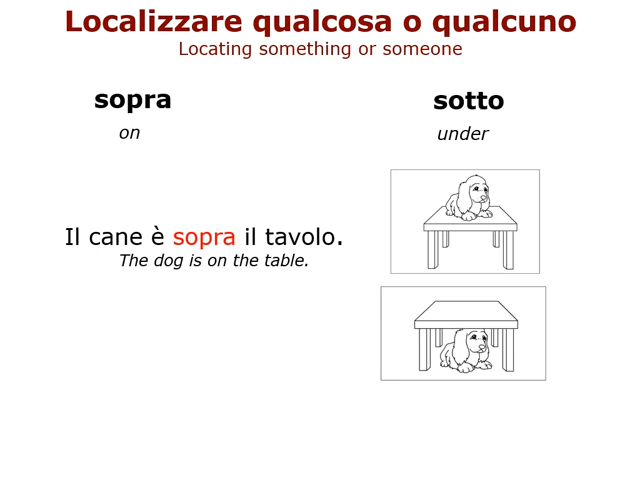 Localizzare qualcosa o qualcuno
Locating something or someone
sopra
sotto
on
under
Il cane è sopra il tavolo.
The dog is on the table.